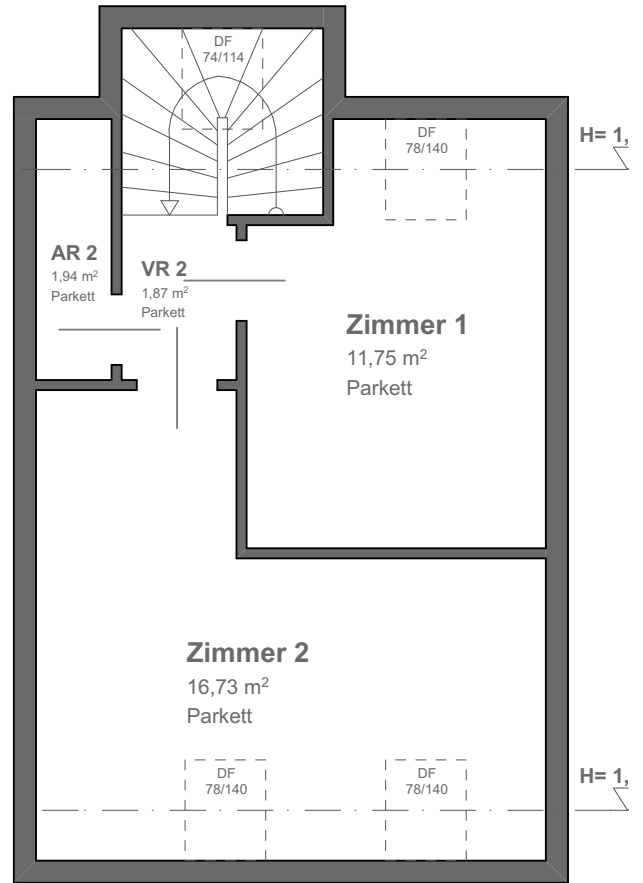 DF
74/114
DF
78/140
H= 1,
AR 2
1,94 m²
Parkett
VR 2
1,87 m²
Parkett
Zimmer 1
11,75 m²
Parkett
Zimmer 2
16,73 m²
Parkett
DF
78/140
DF
78/140
H= 1,